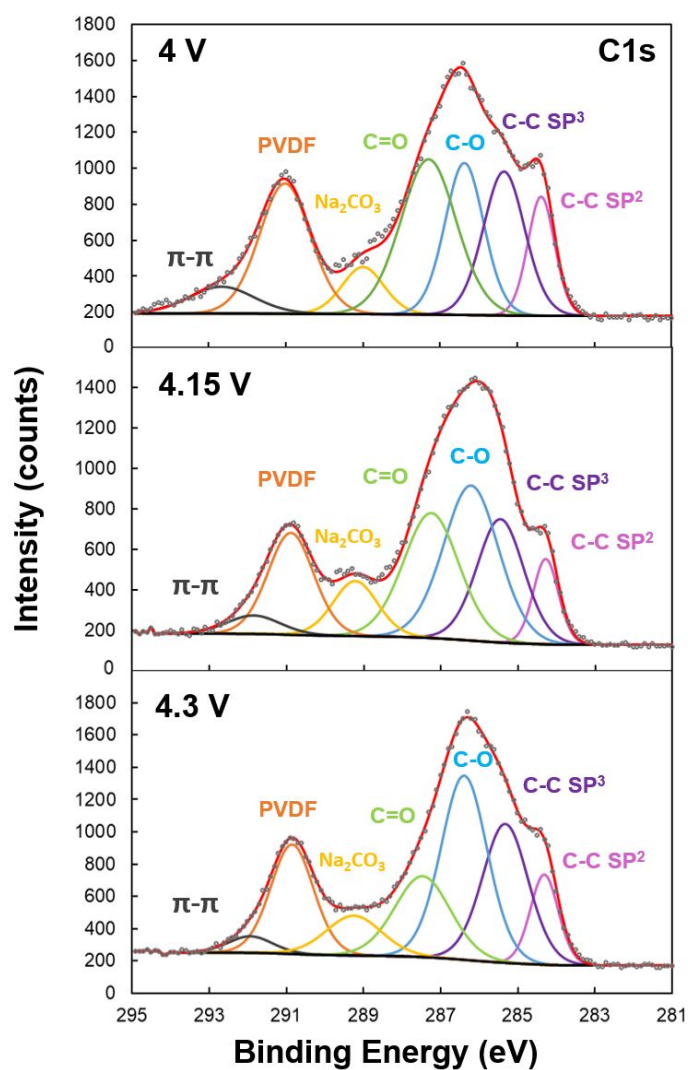 1800
4 V
C1s
1600
1400
1200
1000
800
600
400
200
0
PVDF
C=O
C-O
C-C SP³
Na₂CO₃
C-C SP²
π-π
Intensity (counts)
4.15 V
1400
1200
1000
800
600
400
200
0
PVDF
C=O
C-O
C-C SP³
Na₂CO₃
C-C SP²
π-π
4.3 V
1800
1600
1400
1200
1000
800
600
400
200
0
PVDF
C=O
C-O
C-C SP³
Na₂CO₃
C-C SP²
π-π
295 293 291 289 287 285 283 281
Binding Energy (eV)